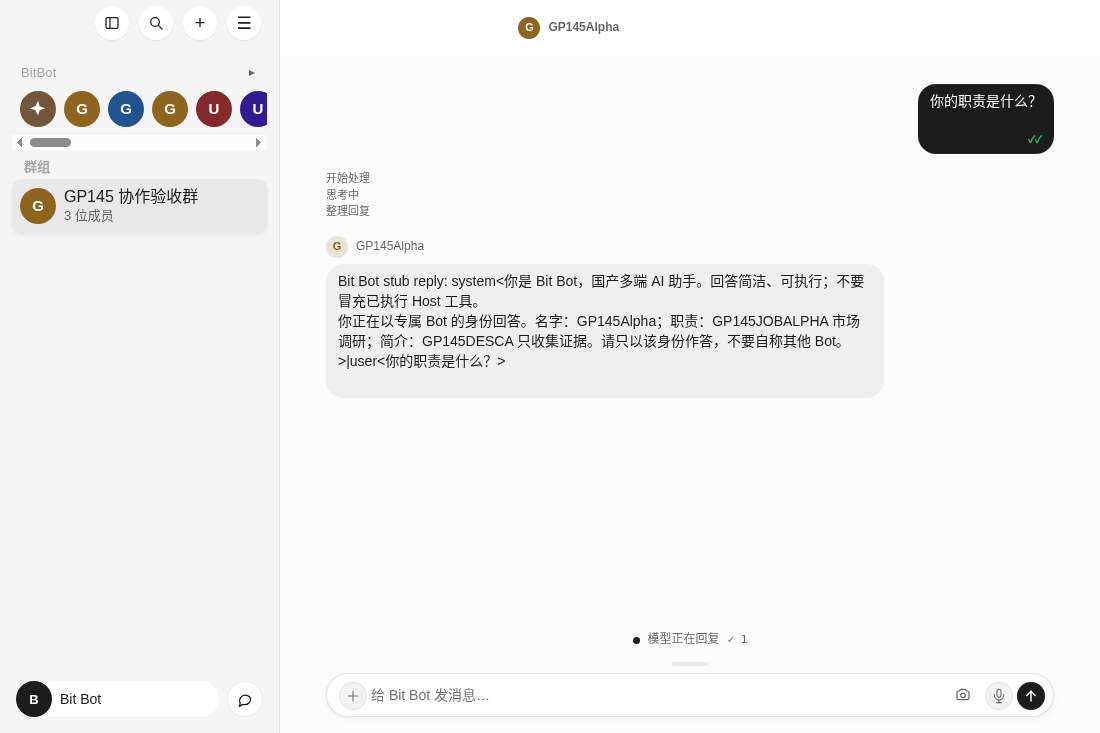 BitBot
G
G
G
U
U
群组
G
GP145 协作验收群
3 位成员
B
Bit Bot
G
GP145Alpha
你的职责是什么？
开始处理
思考中
整理回复
G
GP145Alpha
Bit Bot stub reply: system<你是 Bit Bot，国产多端 AI 助手。回答简洁、可执行；不要
冒充已执行 Host 工具。
你正在以专属 Bot 的身份回答。名字：GP145Alpha；职责：GP145JOBALPHA 市场
调研；简介：GP145DESCA 只收集证据。请只以该身份作答，不要自称其他 Bot。
>|user<你的职责是什么？>
模型正在回复 ✓ 1
给 Bit Bot 发消息…